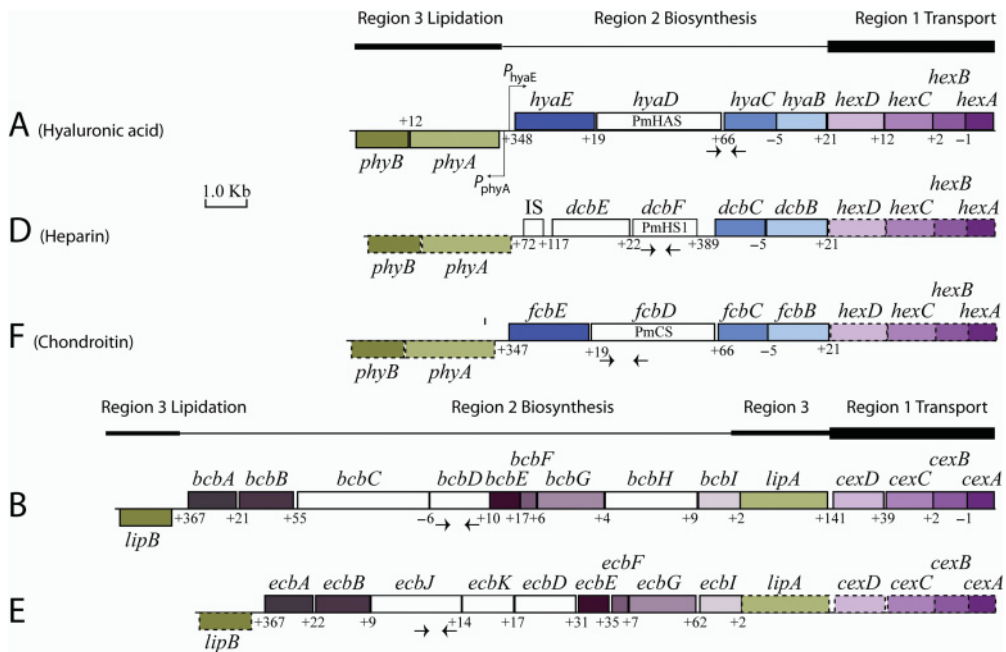 Region 3 Lipidation Region 2 Biosynthesis Region 1 Transport
PhyaE hexB
hyaE hyaD hyaC hyaB hexD hexC hexA
A (Hyaluronic acid) +12 PmHAS
+348 +19 +66 −5 +21 +12 +2 −1
phyB phyA
PphyA
1.0 Kb hexB
IS dcbE dcbF dcbC dcbB hexD hexC hexA
D (Heparin) PmHS1
+72 +117 +22 +389 −5 +21
phyB phyA
hexB
fcbE fcbD fcbC fcbB hexD hexC hexA
F (Chondroitin) PmCS
+347 +19 +66 −5 +21
phyB phyA
Region 3 Lipidation Region 2 Biosynthesis Region 3 Region 1 Transport
bcbF cexB
bcbA bcbB bcbC bcbD bcbE bcbG bcbH bcbI lipA cexD cexC cexA
B
+367 +21 +55 −6 +10 +17 +6 +4 +9 +2 +141 +39 +2 −1
lipB
ecbF cexB
ecbA ecbB ecbJ ecbK ecbD ecbE ecbG ecbI lipA cexD cexC cexA
E
+367 +22 +9 +14 +17 +31 +35 +7 +62 +2
lipB